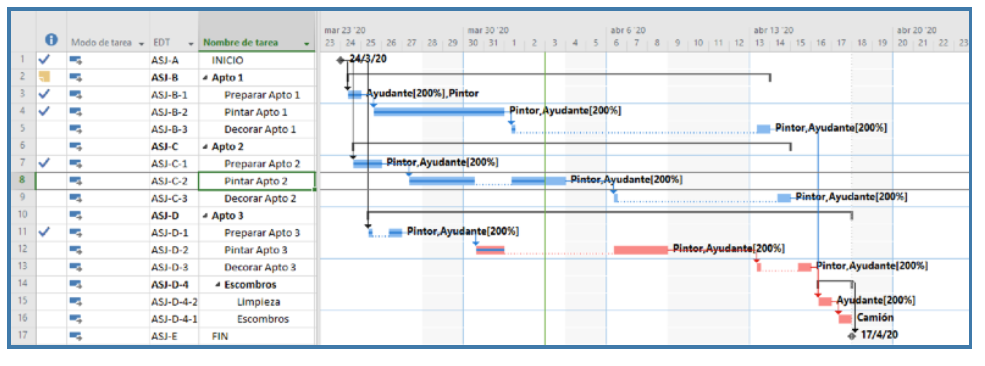 mar 23 '20 mar 30 '20 abr 6 '20 abr 13 '20 abr 20 '20
Modo de tarea EDT Nombre de tarea 23 24 25 26 27 28 29 30 31 1 2 3 4 5 6 7 8 9 10 11 12 13 14 15 16 17 18 19 20 21 22 23
1 ASJ-A INICIO 24/3/20
2 ASJ-B Apto 1
3 ASJ-B-1 Preparar Apto 1 Ayudante[200%],Pintor
4 ASJ-B-2 Pintar Apto 1 Pintor,Ayudante[200%]
5 ASJ-B-3 Decorar Apto 1 Pintor,Ayudante[200%]
6 ASJ-C Apto 2
7 ASJ-C-1 Preparar Apto 2 Pintor,Ayudante[200%]
8 ASJ-C-2 Pintar Apto 2 Pintor,Ayudante[200%]
9 ASJ-C-3 Decorar Apto 2 Pintor,Ayudante[200%]
10 ASJ-D Apto 3
11 ASJ-D-1 Preparar Apto 3 Pintor,Ayudante[200%]
12 ASJ-D-2 Pintar Apto 3 Pintor,Ayudante[200%]
13 ASJ-D-3 Decorar Apto 3 Pintor,Ayudante[200%]
14 ASJ-D-4 Escombros
15 ASJ-D-4-2 Limpieza Ayudante[200%]
16 ASJ-D-4-1 Escombros Camión
17 ASJ-E FIN 17/4/20